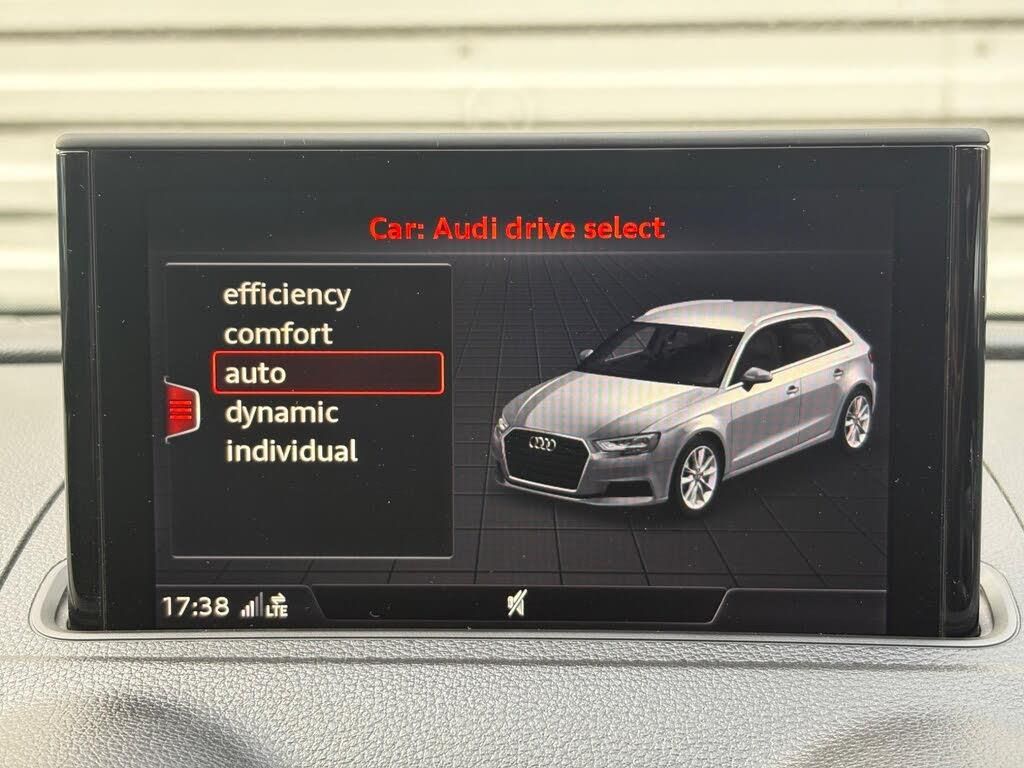 Car: Audi drive select
efficiency
comfort
auto
dynamic
individual
17:38 LTE